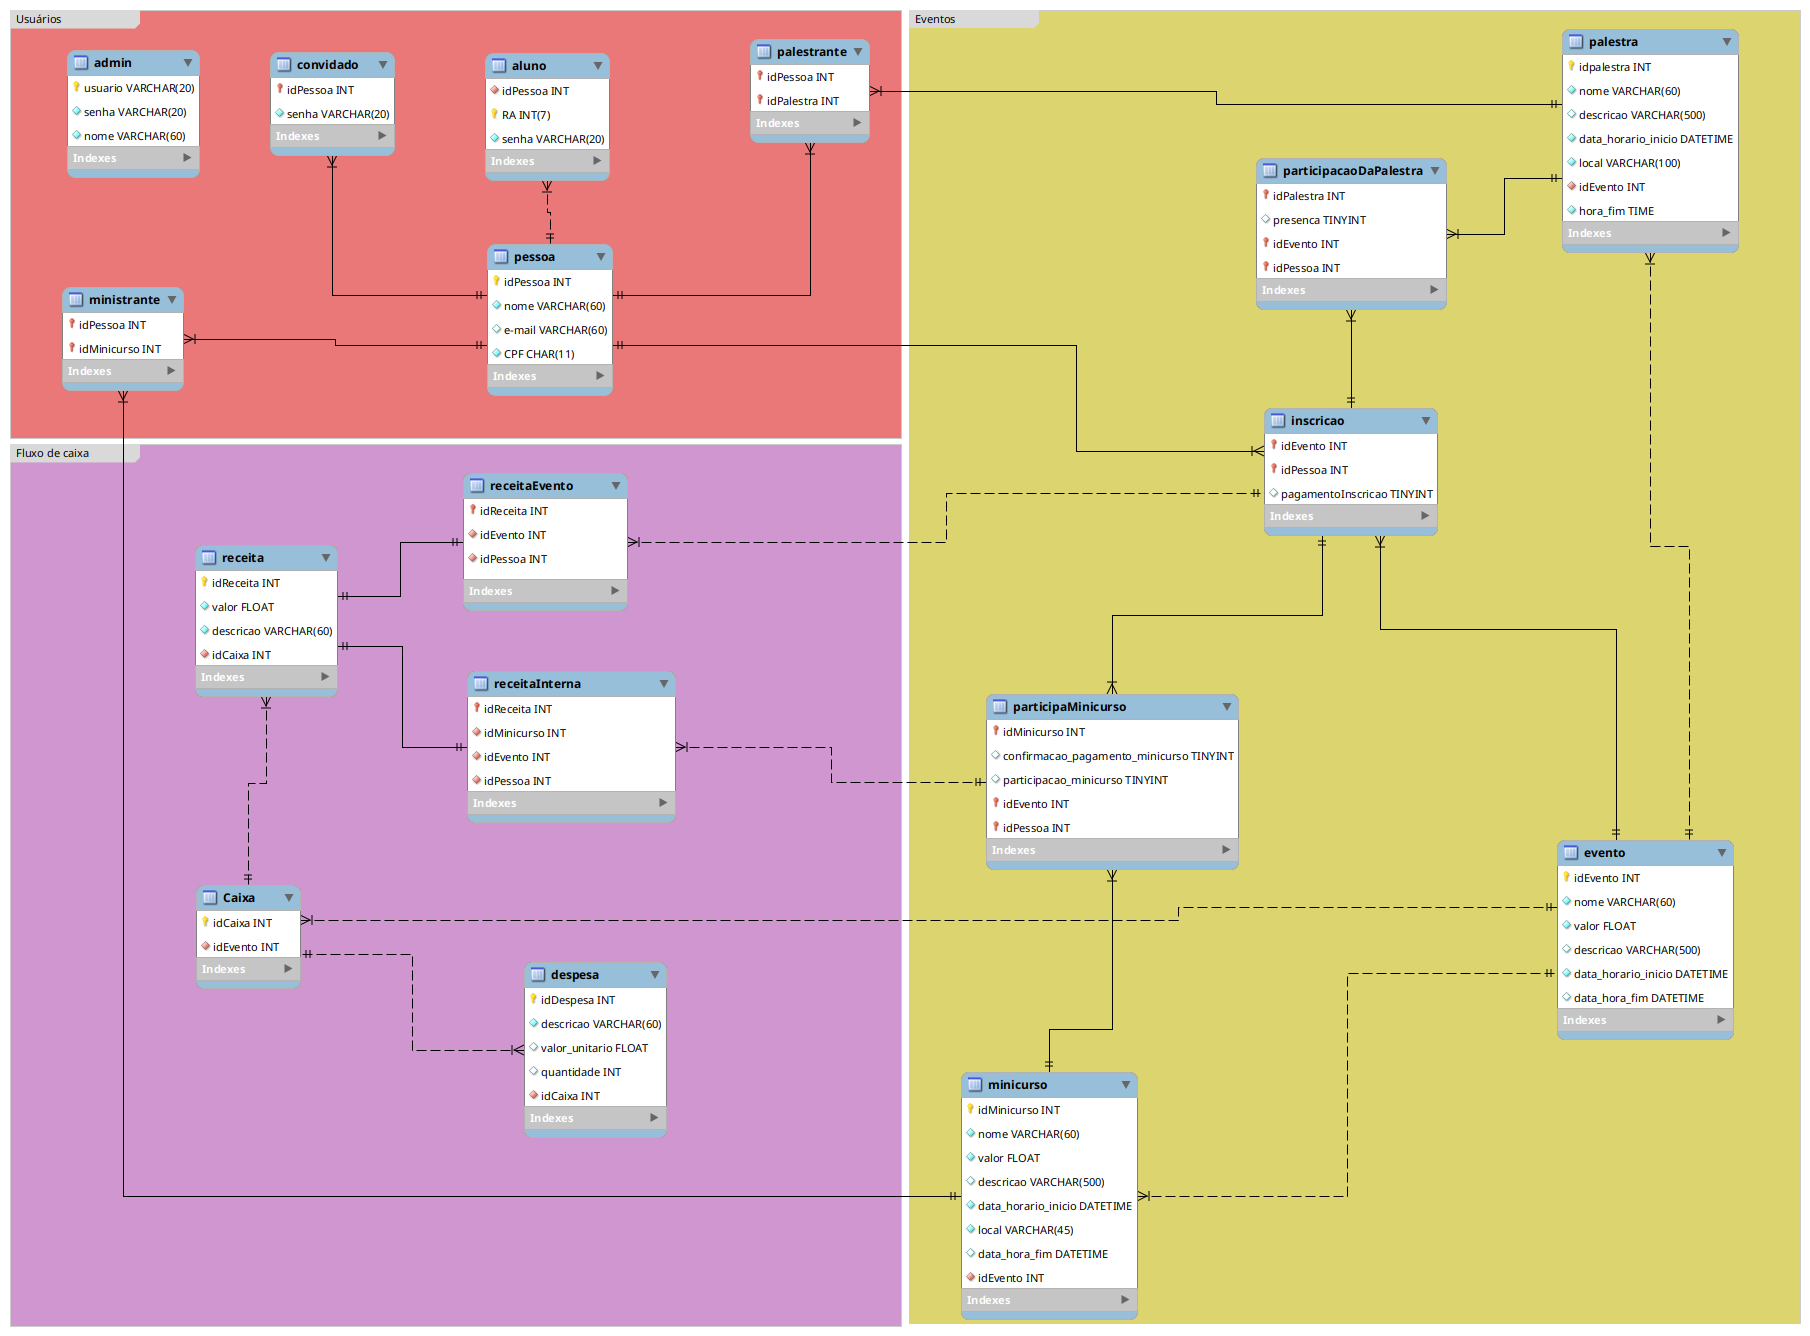 Usuários
admin
usuario VARCHAR(20)
senha VARCHAR(20)
nome VARCHAR(60)
Indexes
convidado
idPessoa INT
senha VARCHAR(20)
Indexes
aluno
idPessoa INT
RA INT(7)
senha VARCHAR(20)
Indexes
palestrante
idPessoa INT
idPalestra INT
Indexes
pessoa
idPessoa INT
nome VARCHAR(60)
e-mail VARCHAR(60)
CPF CHAR(11)
Indexes
ministrante
idPessoa INT
idMinicurso INT
Indexes
Fluxo de caixa
receitaEvento
idReceita INT
idEvento INT
idPessoa INT
Indexes
receita
idReceita INT
valor FLOAT
descricao VARCHAR(60)
idCaixa INT
Indexes
receitaInterna
idReceita INT
idMinicurso INT
idEvento INT
idPessoa INT
Indexes
Caixa
idCaixa INT
idEvento INT
Indexes
despesa
idDespesa INT
descricao VARCHAR(60)
valor_unitario FLOAT
quantidade INT
idCaixa INT
Indexes
Eventos
palestra
idpalestra INT
nome VARCHAR(60)
descricao VARCHAR(500)
data_horario_inicio DATETIME
local VARCHAR(100)
idEvento INT
hora_fim TIME
Indexes
participacaoDaPalestra
idPalestra INT
presenca TINYINT
idEvento INT
idPessoa INT
Indexes
inscricao
idEvento INT
idPessoa INT
pagamentoInscricao TINYINT
Indexes
participaMinicurso
idMinicurso INT
confirmacao_pagamento_minicurso TINYINT
participacao_minicurso TINYINT
idEvento INT
idPessoa INT
Indexes
evento
idEvento INT
nome VARCHAR(60)
valor FLOAT
descricao VARCHAR(500)
data_horario_inicio DATETIME
data_hora_fim DATETIME
Indexes
minicurso
idMinicurso INT
nome VARCHAR(60)
valor FLOAT
descricao VARCHAR(500)
data_horario_inicio DATETIME
local VARCHAR(45)
data_hora_fim DATETIME
idEvento INT
Indexes